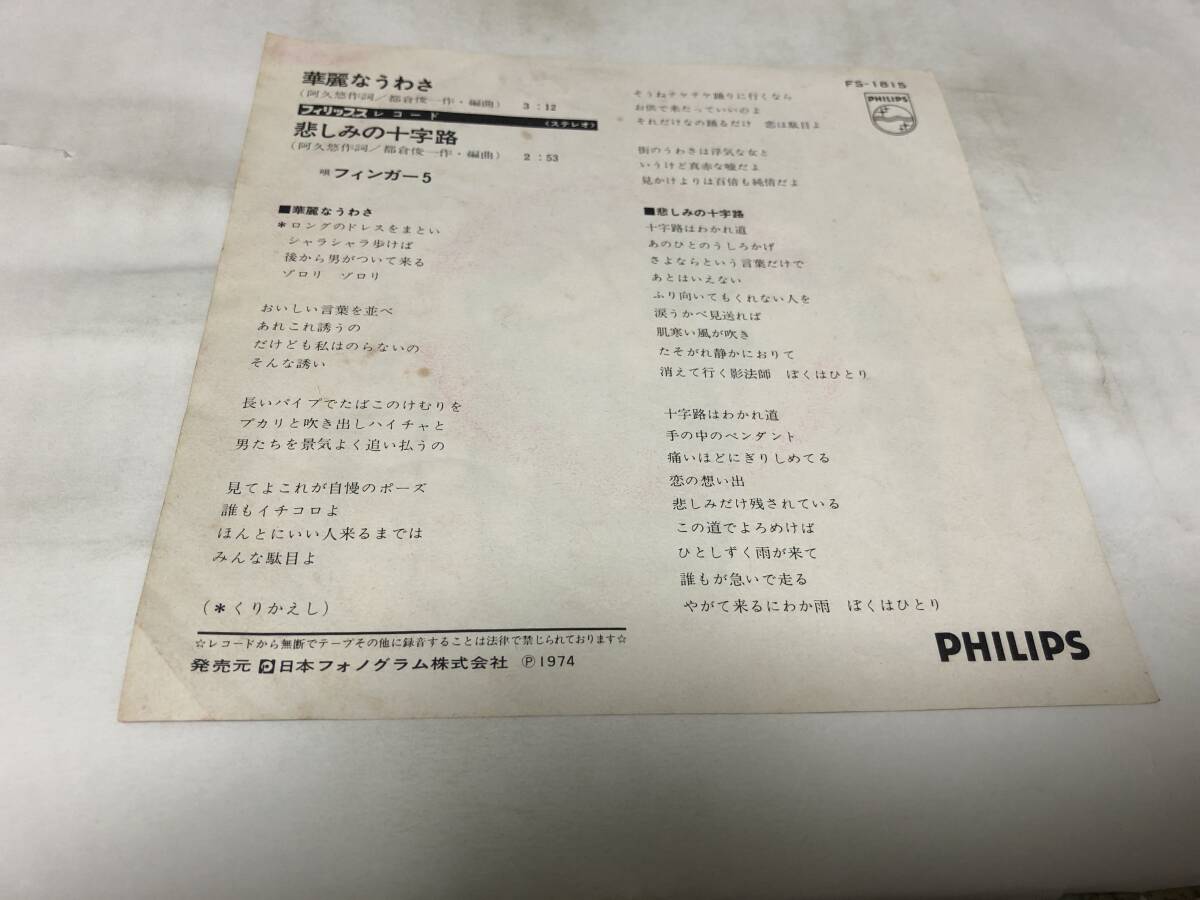 華麗なうわさ
(阿久悠作詞／都倉俊一作・編曲) 3:12
フィリップス レコード 〈ステレオ〉
悲しみの十字路
(阿久悠作詞／都倉俊一作・編曲) 2:53
唄 フィンガー5
■華麗なうわさ
＊ロングのドレスをまとい
シャラシャラ歩けば
後から男がついて来る
ゾロリ ゾロリ
おいしい言葉を並べ
あれこれ誘うの
だけども私はのらないの
そんな誘い
長いパイプでたばこのけむりを
プカリと吹き出しハイチャと
男たちを景気よく追い払うの
見てよこれが自慢のポーズ
誰もイチコロよ
ほんとにいい人来るまでは
みんな駄目よ
(＊くりかえし)
そうねチャチャ踊りに行くなら
お供で来たっていいのよ
それだけなの踊るだけ 恋は駄目よ
街のうわさは浮気な女と
いうけど真赤な嘘だよ
見かけよりは百倍も純情だよ
■悲しみの十字路
十字路はわかれ道
あのひとのうしろかげ
さよならという言葉だけで
あとはいえない
ふり向いてもくれない人を
涙うかべ見送れば
肌寒い風が吹き
たそがれ静かにおりて
消えて行く影法師 ぼくはひとり
十字路はわかれ道
手の中のペンダント
痛いほどにぎりしめてる
恋の想い出
悲しみだけ残されている
この道でよろめけば
ひとしずく雨が来て
誰もが急いで走る
やがて来るにわか雨 ぼくはひとり
FS-1815
PHILIPS
☆レコードから無断でテープその他に録音することは法律で禁じられております☆
発売元 日本フォノグラム株式会社 Ⓟ1974
PHILIPS